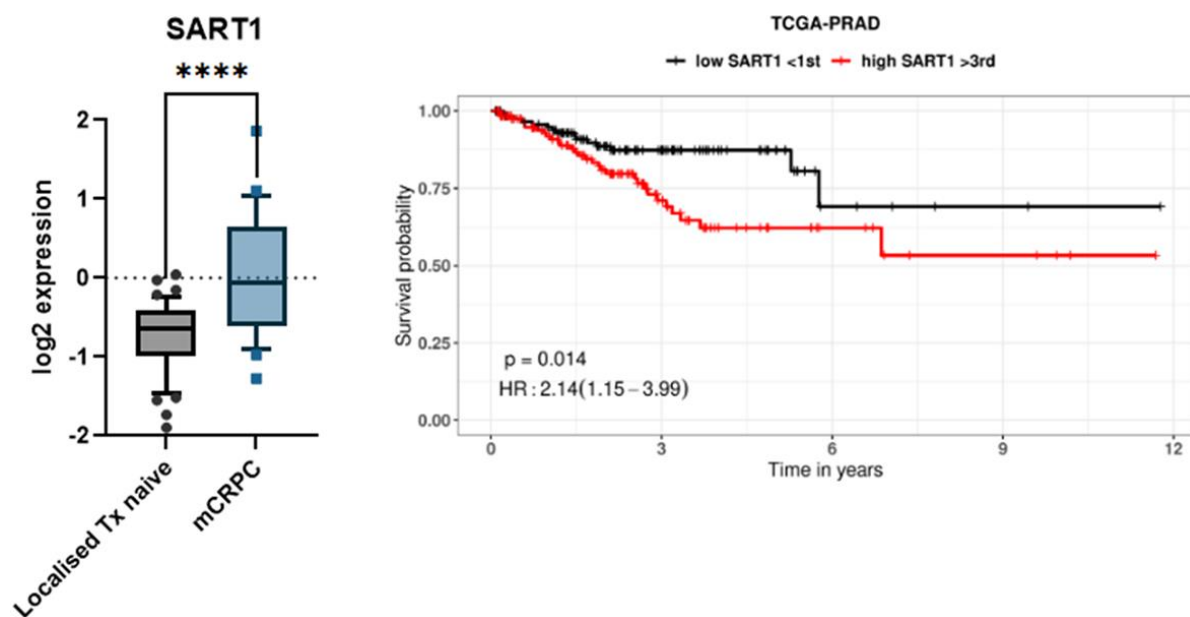 SART1
****
2
1
0
-1
-2
log2 expression
Localised Tx naive
mCRPC
TCGA-PRAD
low SART1 <1st
high SART1 >3rd
1.00
0.75
0.50
0.25
0.00
Survival probability
p = 0.014
HR : 2.14(1.15 – 3.99)
0
3
6
9
12
Time in years